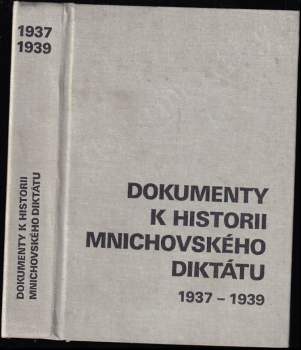 1937
1939
DOKUMENTY K HISTORII
MNICHOVSKÉHO DIKTÁTU
DOKUMENTY
K HISTORII
MNICHOVSKÉHO
DIKTÁTU
1937 – 1939